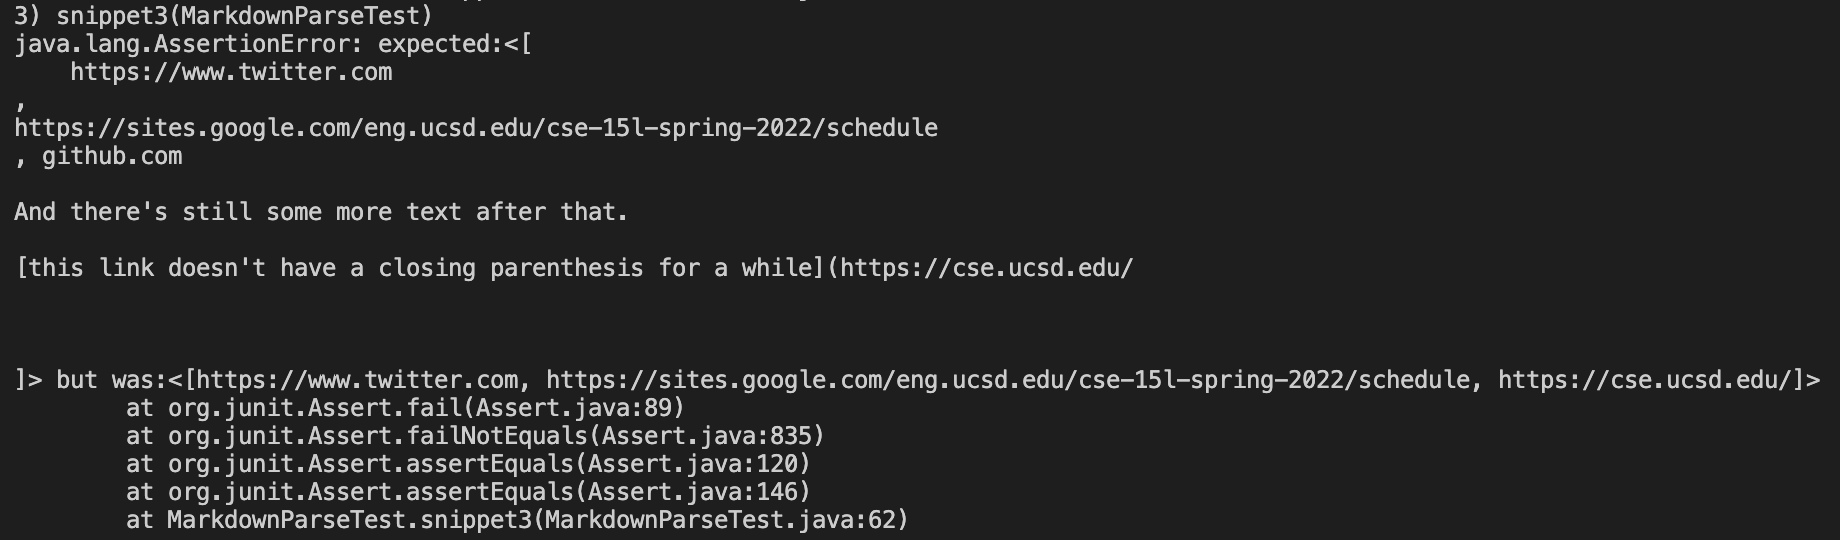 3) snippet3(MarkdownParseTest)
java.lang.AssertionError: expected:<[
    https://www.twitter.com
,
https://sites.google.com/eng.ucsd.edu/cse-15l-spring-2022/schedule
, github.com

And there's still some more text after that.

[this link doesn't have a closing parenthesis for a while](https://cse.ucsd.edu/



]> but was:<[https://www.twitter.com, https://sites.google.com/eng.ucsd.edu/cse-15l-spring-2022/schedule, https://cse.ucsd.edu/]>
        at org.junit.Assert.fail(Assert.java:89)
        at org.junit.Assert.failNotEquals(Assert.java:835)
        at org.junit.Assert.assertEquals(Assert.java:120)
        at org.junit.Assert.assertEquals(Assert.java:146)
        at MarkdownParseTest.snippet3(MarkdownParseTest.java:62)